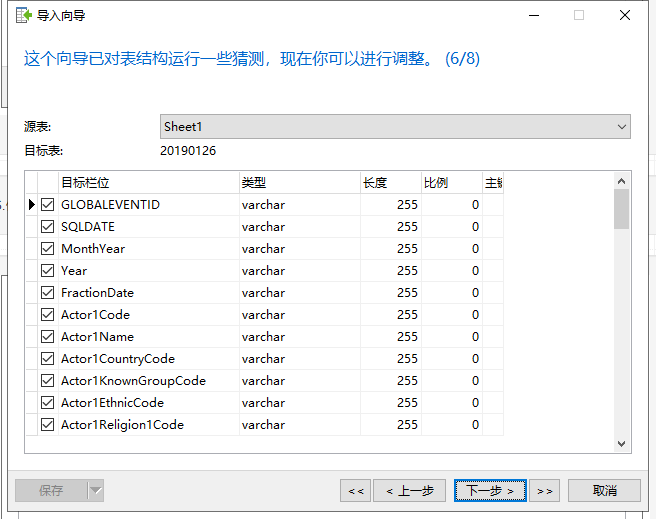 导入向导
这个向导已对表结构运行一些猜测，现在你可以进行调整。 (6/8)
源表: Sheet1
目标表: 20190126
目标栏位 类型 长度 比例 主键
GLOBALEVENTID varchar 255 0
SQLDATE varchar 255 0
MonthYear varchar 255 0
Year varchar 255 0
FractionDate varchar 255 0
Actor1Code varchar 255 0
Actor1Name varchar 255 0
Actor1CountryCode varchar 255 0
Actor1KnownGroupCode varchar 255 0
Actor1EthnicCode varchar 255 0
Actor1Religion1Code varchar 255 0
保存 << < 上一步 下一步 > >> 取消